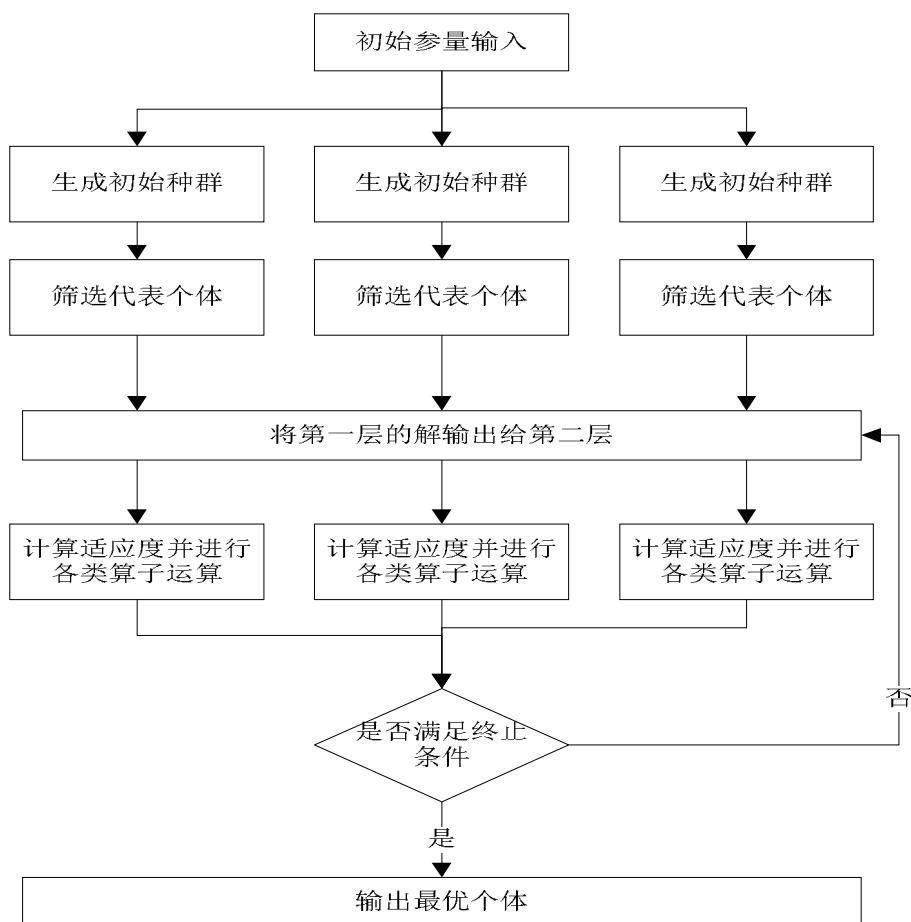 初始参量输入
生成初始种群
生成初始种群
生成初始种群
筛选代表个体
筛选代表个体
筛选代表个体
将第一层的解输出给第二层
计算适应度并进行
各类算子运算
计算适应度并进行
各类算子运算
计算适应度并进行
各类算子运算
否
是否满足终止
条件
是
输出最优个体